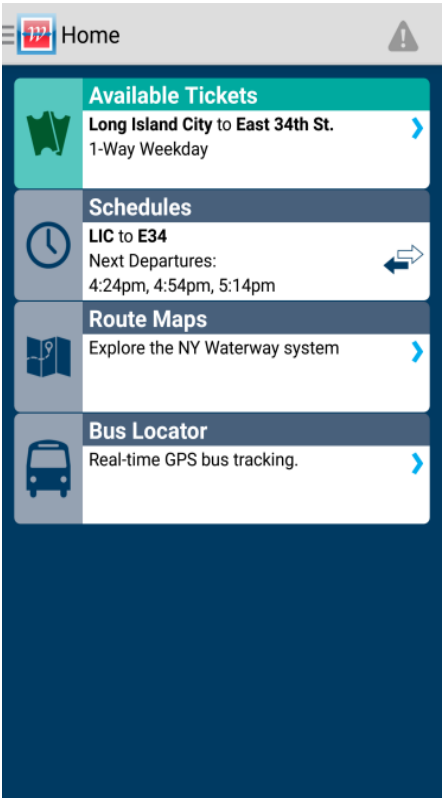 Home
Available Tickets
Long Island City to East 34th St.
1-Way Weekday
Schedules
LIC to E34
Next Departures:
4:24pm, 4:54pm, 5:14pm
Route Maps
Explore the NY Waterway system
Bus Locator
Real-time GPS bus tracking.